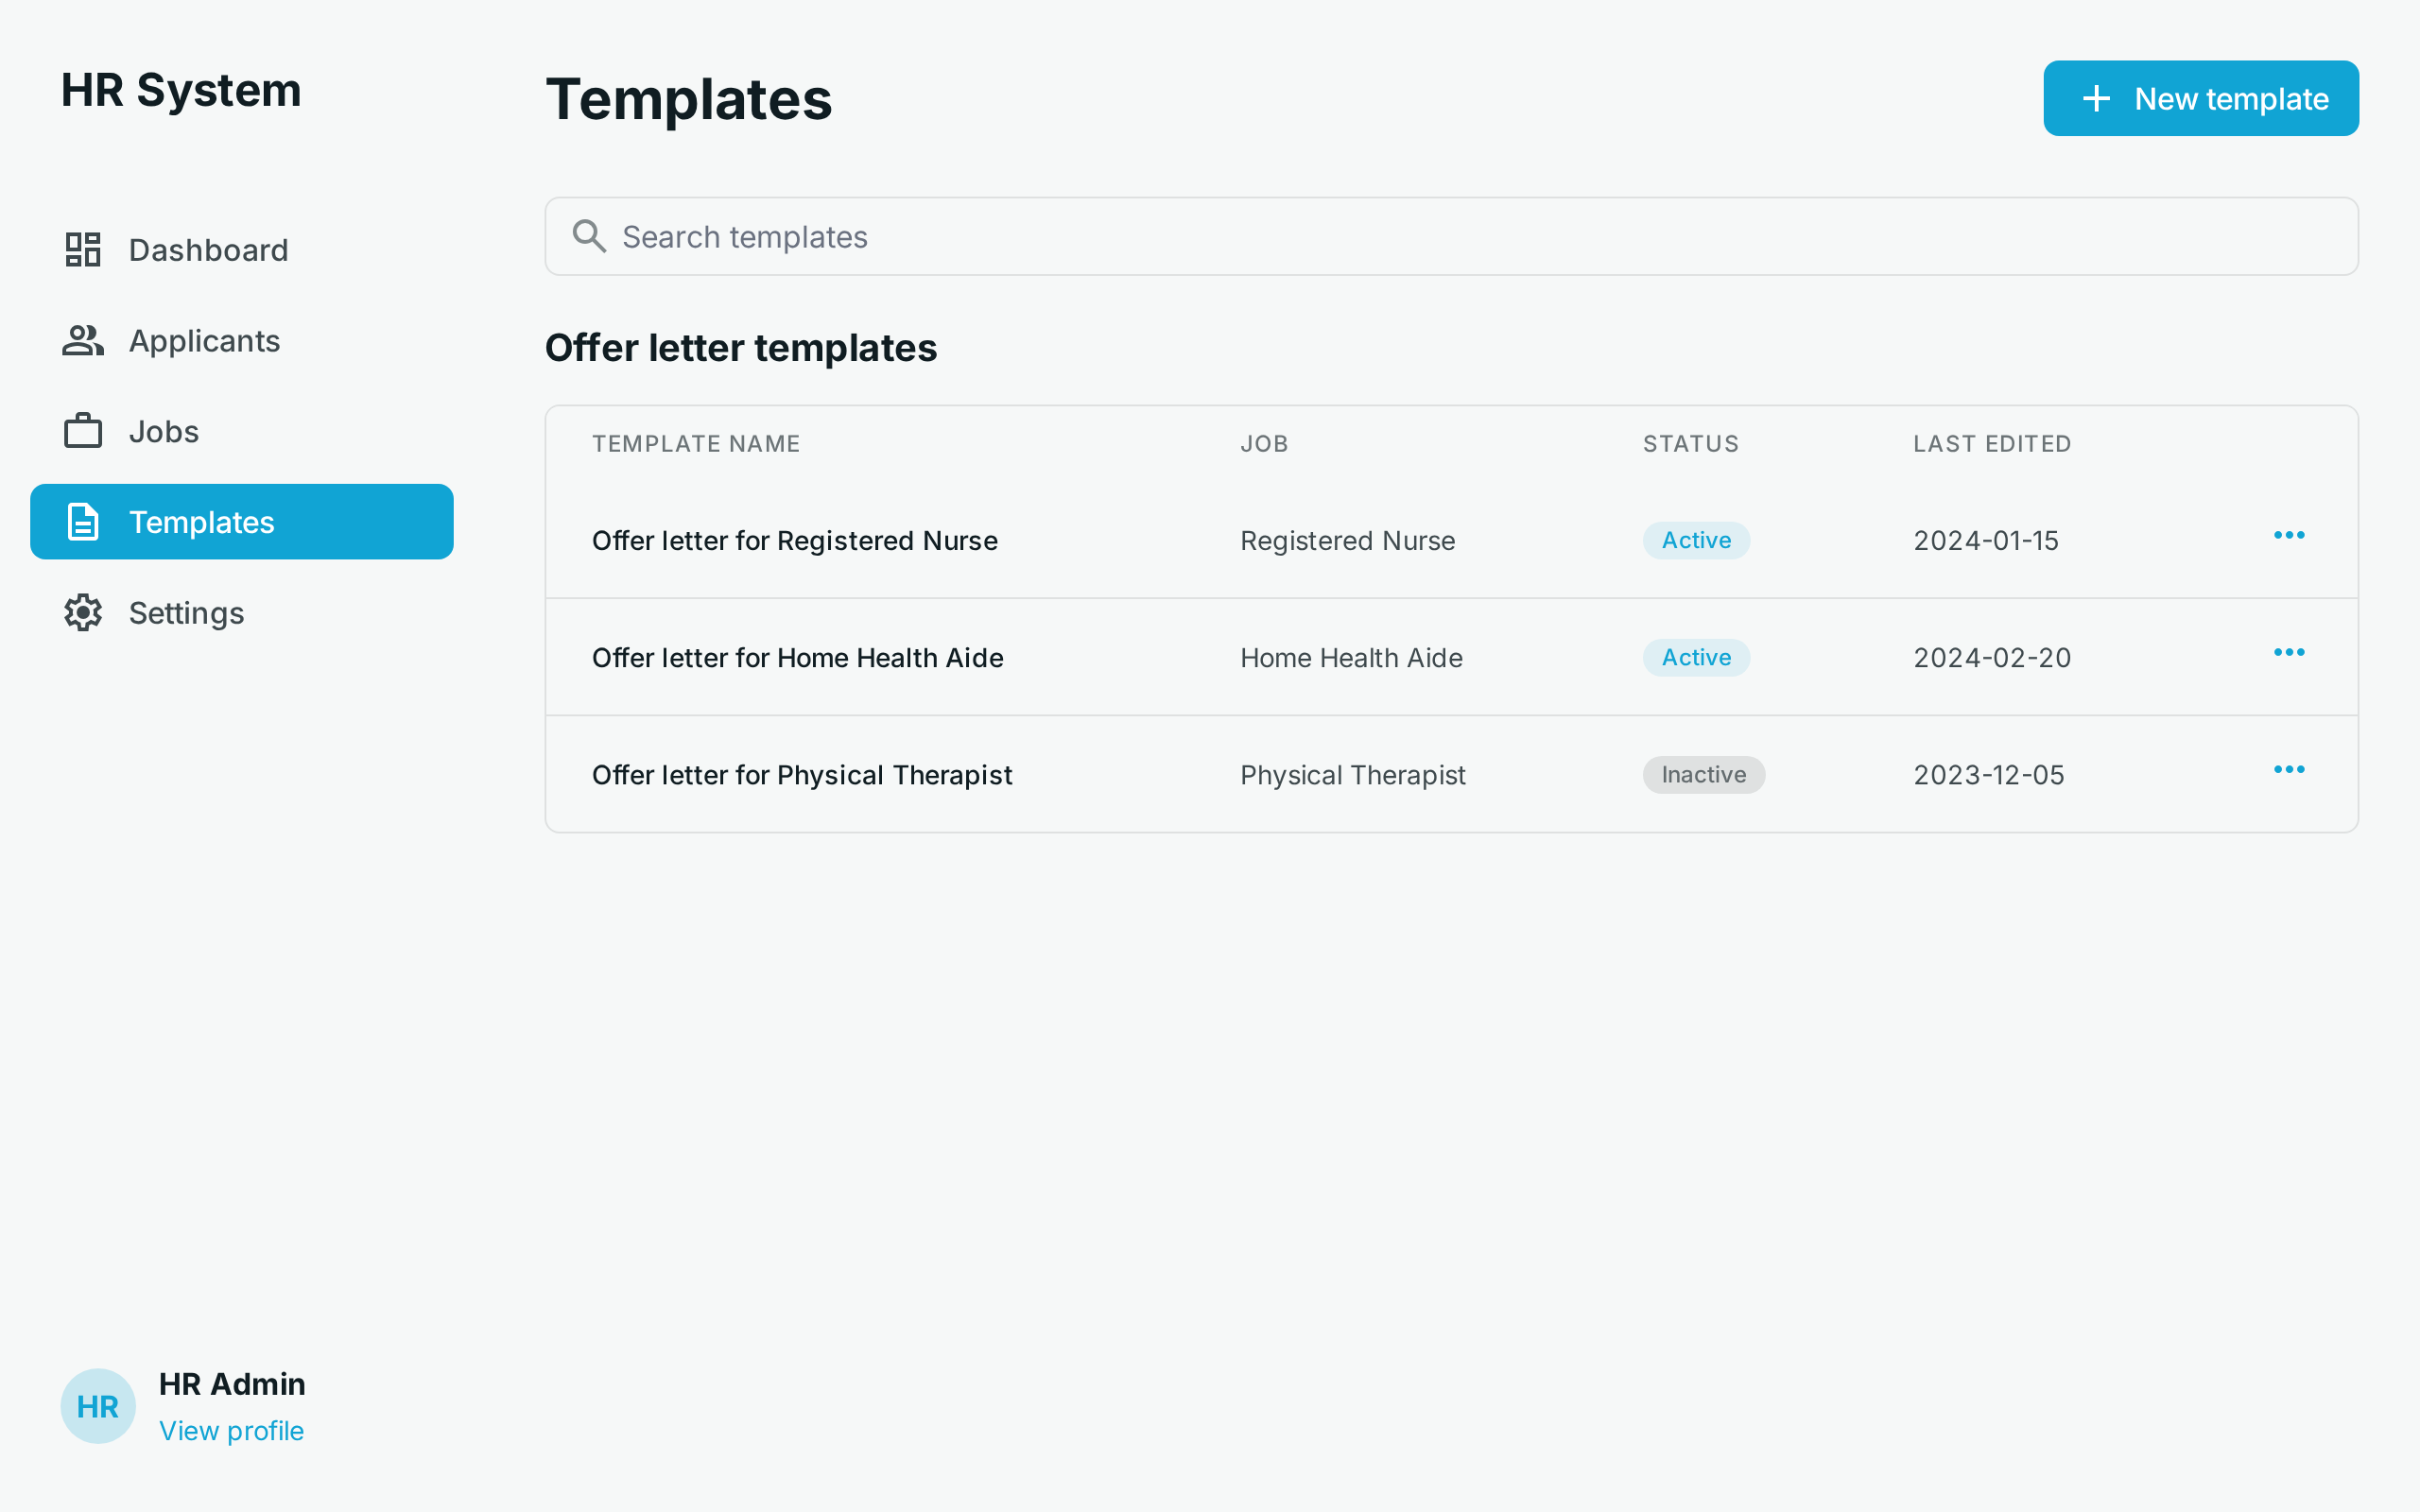 HR System
Dashboard
Applicants
Jobs
Templates
Settings
HR
HR Admin
View profile
Templates
New template
Search templates
Offer letter templates
TEMPLATE NAME JOB STATUS LAST EDITED
Offer letter for Registered Nurse Registered Nurse Active 2024-01-15
Offer letter for Home Health Aide Home Health Aide Active 2024-02-20
Offer letter for Physical Therapist Physical Therapist Inactive 2023-12-05